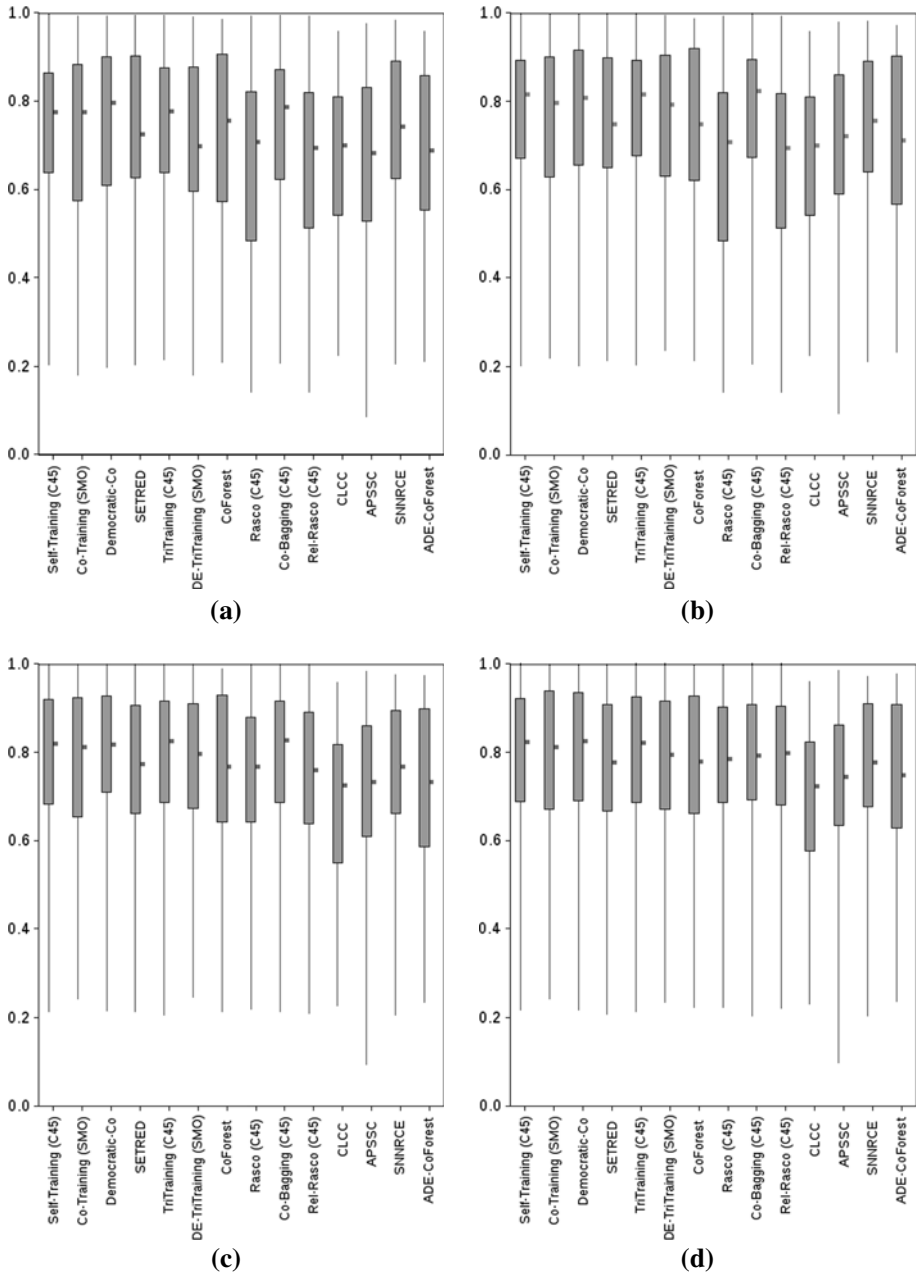 1.0
0.8
0.6
0.4
0.2
0.0
Self-Training (C45)
Co-Training (SMO)
Democratic-Co
SETRED
TriTraining (C45)
DE-TriTraining (SMO)
CoForest
Rasco (C45)
Co-Bagging (C45)
Rel-Rasco (C45)
CLCC
APSSC
SNNRCE
ADE-CoForest
(a)
1.0
0.8
0.6
0.4
0.2
0.0
Self-Training (C45)
Co-Training (SMO)
Democratic-Co
SETRED
TriTraining (C45)
DE-TriTraining (SMO)
CoForest
Rasco (C45)
Co-Bagging (C45)
Rel-Rasco (C45)
CLCC
APSSC
SNNRCE
ADE-CoForest
(b)
1.0
0.8
0.6
0.4
0.2
0.0
Self-Training (C45)
Co-Training (SMO)
Democratic-Co
SETRED
TriTraining (C45)
DE-TriTraining (SMO)
CoForest
Rasco (C45)
Co-Bagging (C45)
Rel-Rasco (C45)
CLCC
APSSC
SNNRCE
ADE-CoForest
(c)
1.0
0.8
0.6
0.4
0.2
0.0
Self-Training (C45)
Co-Training (SMO)
Democratic-Co
SETRED
TriTraining (C45)
DE-TriTraining (SMO)
CoForest
Rasco (C45)
Co-Bagging (C45)
Rel-Rasco (C45)
CLCC
APSSC
SNNRCE
ADE-CoForest
(d)